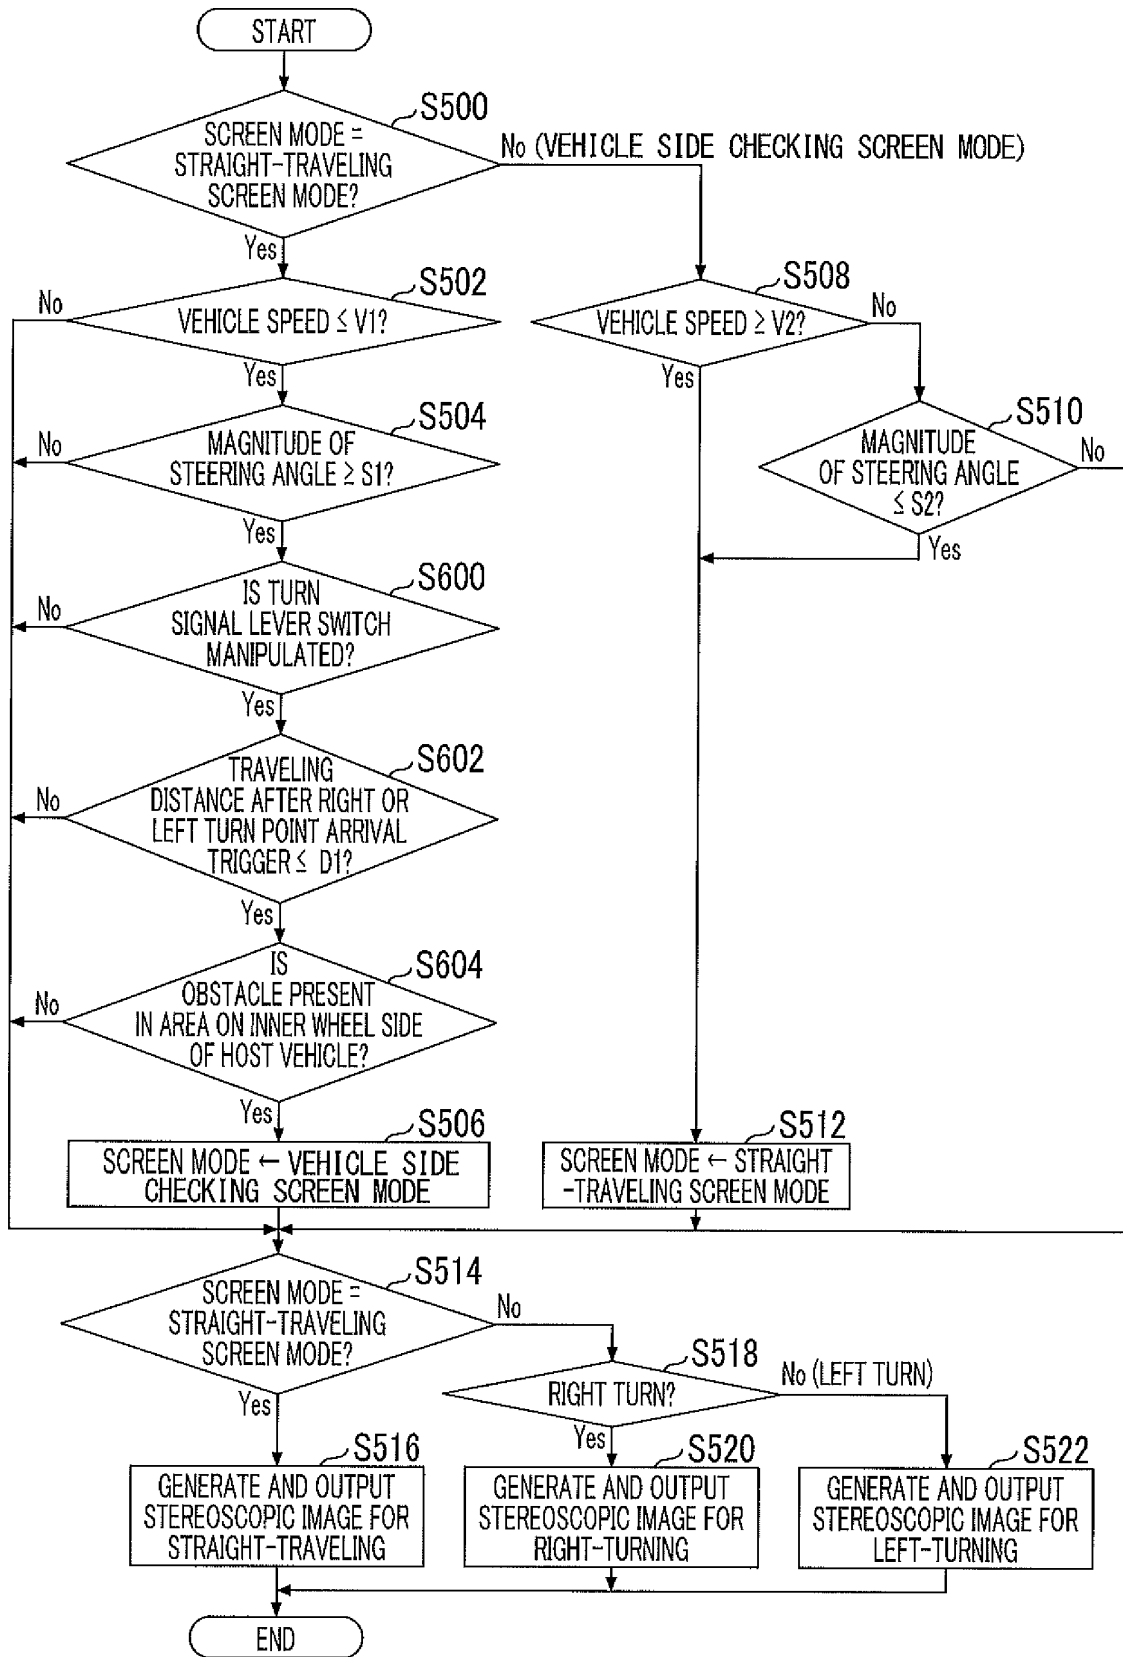 START
S500
SCREEN MODE =
STRAIGHT-TRAVELING
SCREEN MODE?
No (VEHICLE SIDE CHECKING SCREEN MODE)
Yes
S502
No
VEHICLE SPEED ≤ V1?
Yes
S508
VEHICLE SPEED ≥ V2?
No
Yes
S504
No
MAGNITUDE OF
STEERING ANGLE ≥ S1?
Yes
S510
MAGNITUDE
OF STEERING ANGLE
≤ S2?
No
Yes
S600
IS TURN
No
SIGNAL LEVER SWITCH
MANIPULATED?
Yes
S602
TRAVELING
No
DISTANCE AFTER RIGHT OR
LEFT TURN POINT ARRIVAL
TRIGGER ≤ D1?
Yes
S604
IS
OBSTACLE PRESENT
No
IN AREA ON INNER WHEEL SIDE
OF HOST VEHICLE?
Yes
S506
SCREEN MODE ← VEHICLE SIDE
CHECKING SCREEN MODE
S512
SCREEN MODE ← STRAIGHT
-TRAVELING SCREEN MODE
S514
SCREEN MODE =
STRAIGHT-TRAVELING
SCREEN MODE?
No
Yes
S518
RIGHT TURN?
No (LEFT TURN)
Yes
S516
GENERATE AND OUTPUT
STEREOSCOPIC IMAGE FOR
STRAIGHT-TRAVELING
S520
GENERATE AND OUTPUT
STEREOSCOPIC IMAGE FOR
RIGHT-TURNING
S522
GENERATE AND OUTPUT
STEREOSCOPIC IMAGE FOR
LEFT-TURNING
END